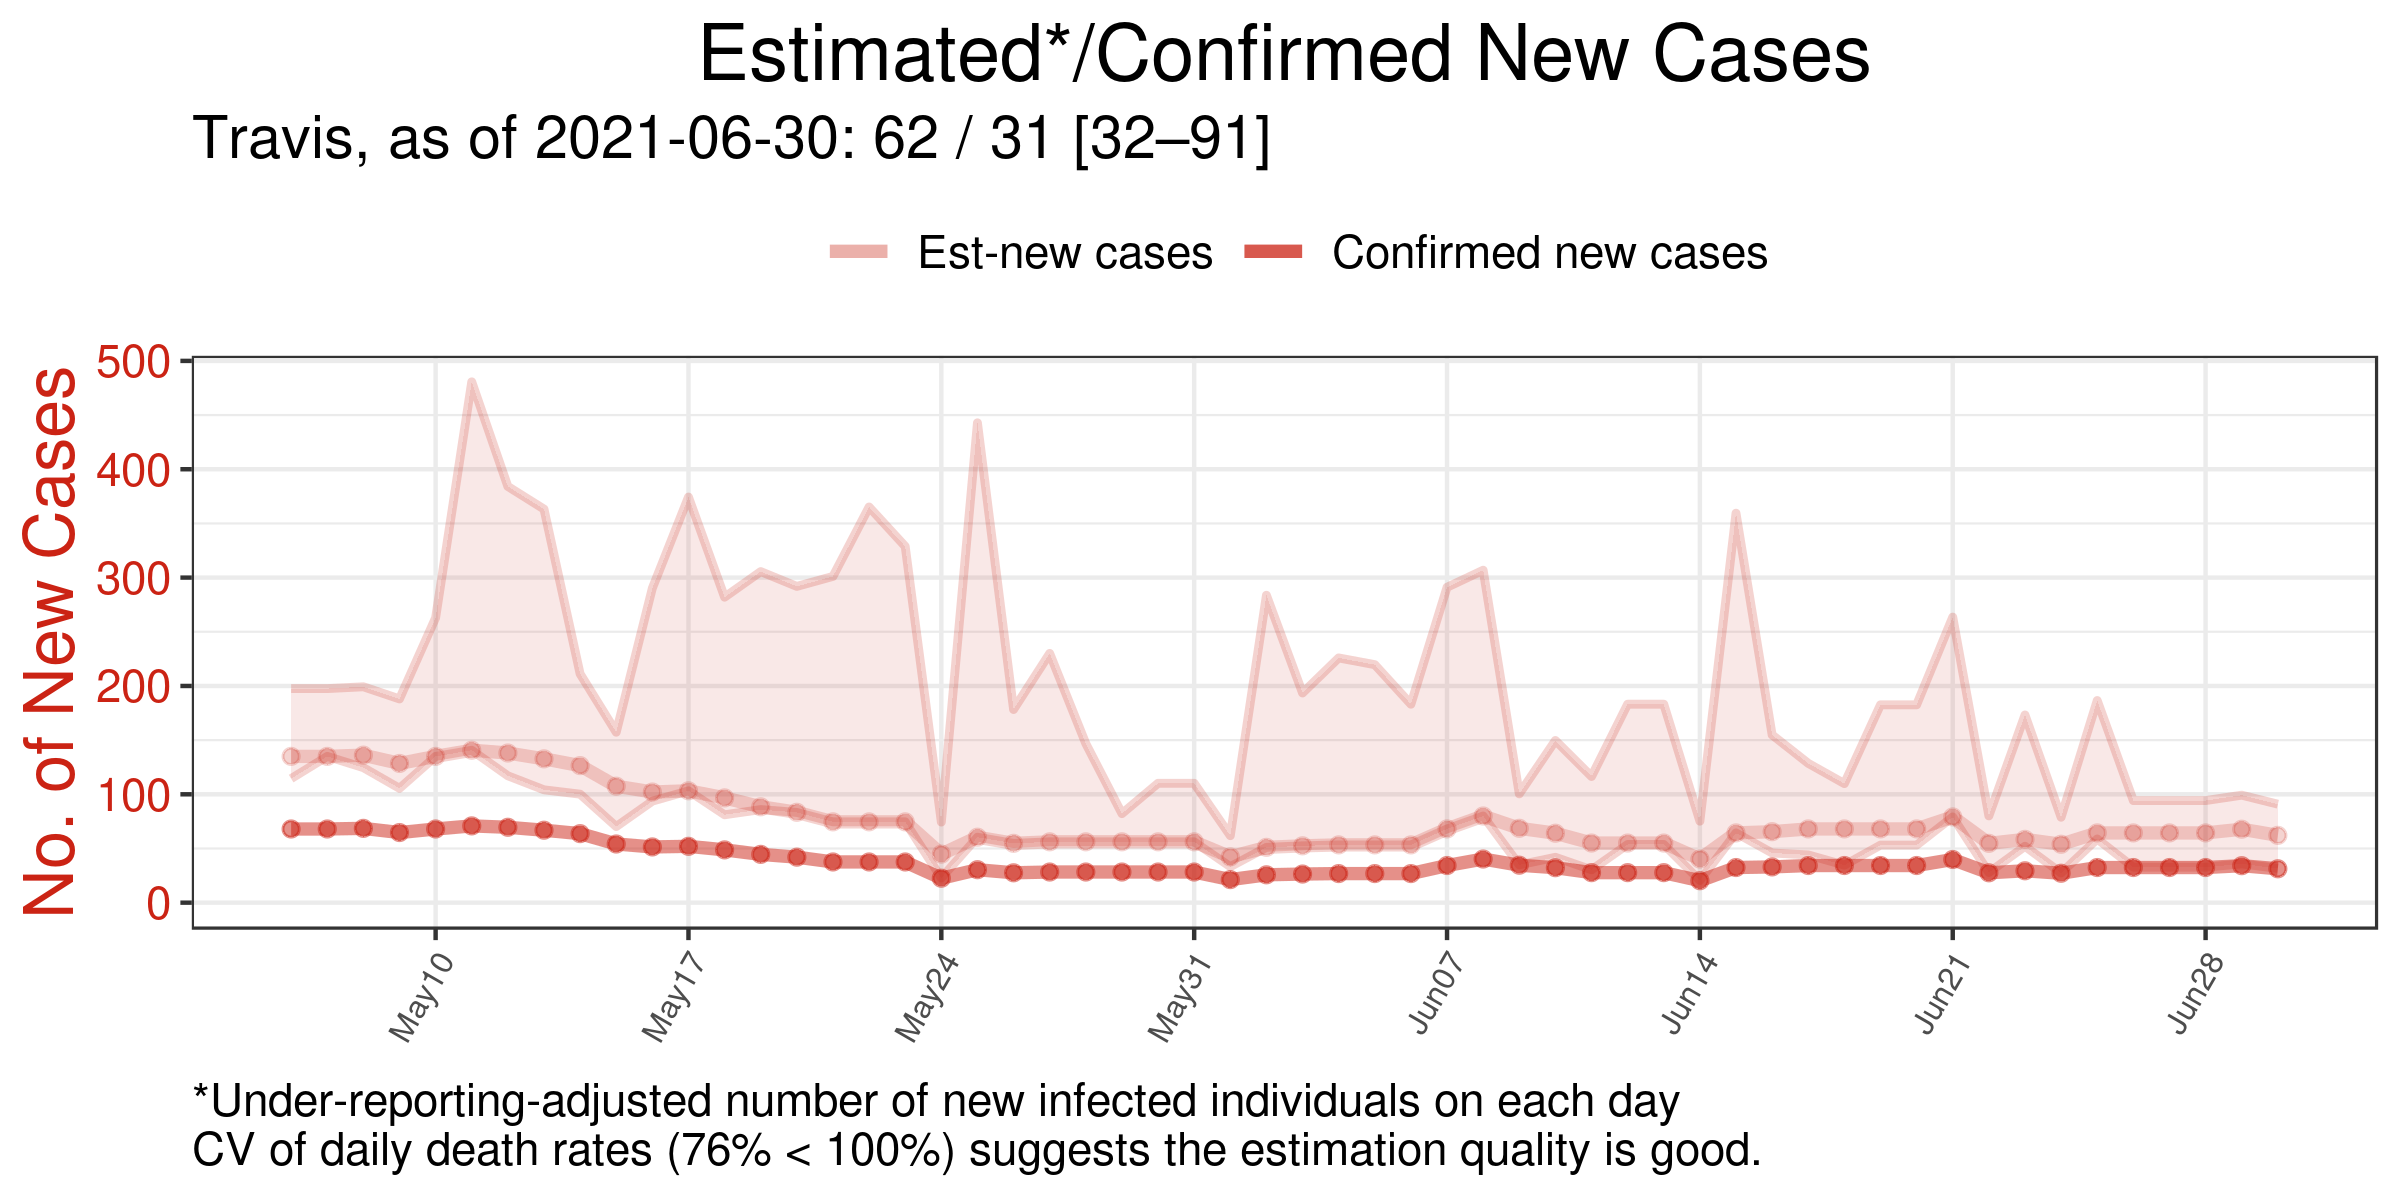 Estimated*/Confirmed New Cases
Travis, as of 2021-06-30: 62 / 31 [32–91]
Est-new cases
Confirmed new cases
No. of New Cases
500
400
300
200
100
0
May10
May17
May24
May31
Jun07
Jun14
Jun21
Jun28
*Under-reporting-adjusted number of new infected individuals on each day
CV of daily death rates (76% < 100%) suggests the estimation quality is good.